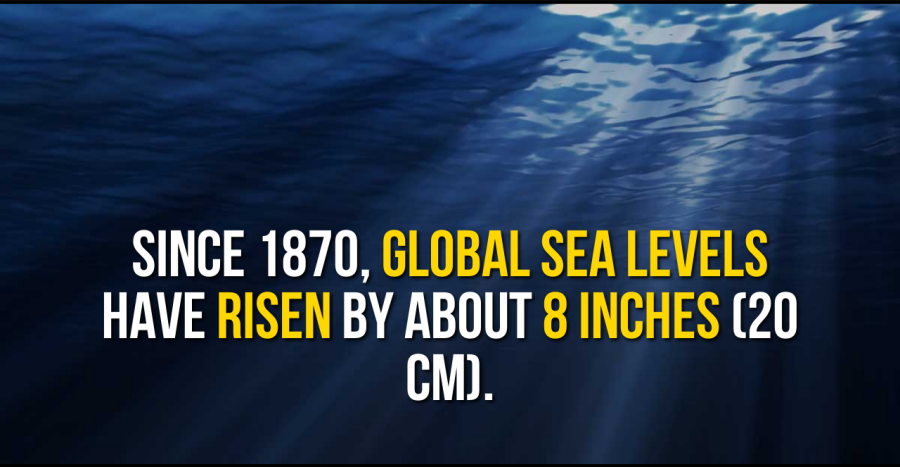 SINCE 1870, GLOBAL SEA LEVELS
HAVE RISEN BY ABOUT 8 INCHES (20
CM).